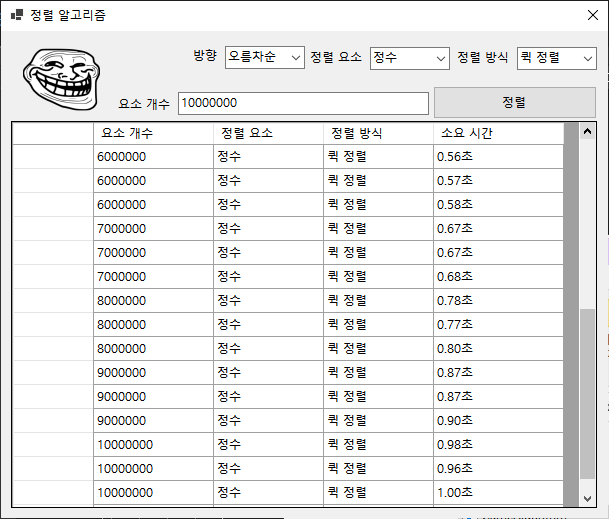 정렬 알고리즘
방향 오름차순 정렬 요소 정수 정렬 방식 퀵 정렬
요소 개수 10000000 정렬
요소 개수 정렬 요소 정렬 방식 소요 시간
6000000 정수 퀵 정렬 0.56초
6000000 정수 퀵 정렬 0.57초
6000000 정수 퀵 정렬 0.58초
7000000 정수 퀵 정렬 0.67초
7000000 정수 퀵 정렬 0.67초
7000000 정수 퀵 정렬 0.68초
8000000 정수 퀵 정렬 0.78초
8000000 정수 퀵 정렬 0.77초
8000000 정수 퀵 정렬 0.80초
9000000 정수 퀵 정렬 0.87초
9000000 정수 퀵 정렬 0.87초
9000000 정수 퀵 정렬 0.90초
10000000 정수 퀵 정렬 0.98초
10000000 정수 퀵 정렬 0.96초
10000000 정수 퀵 정렬 1.00초